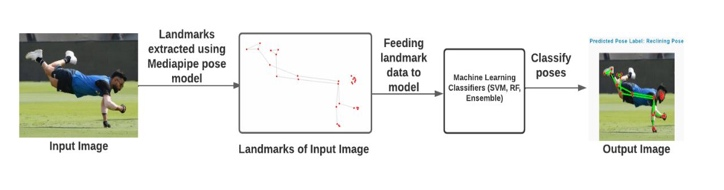 Landmarks
extracted using
Mediapipe pose
model
Feeding
landmark
data to
model
Machine Learning
Classifiers (SVM, RF,
Ensemble)
Classify
poses
Predicted Pose Label: Reclining Pose
Input Image
Landmarks of Input Image
Output Image